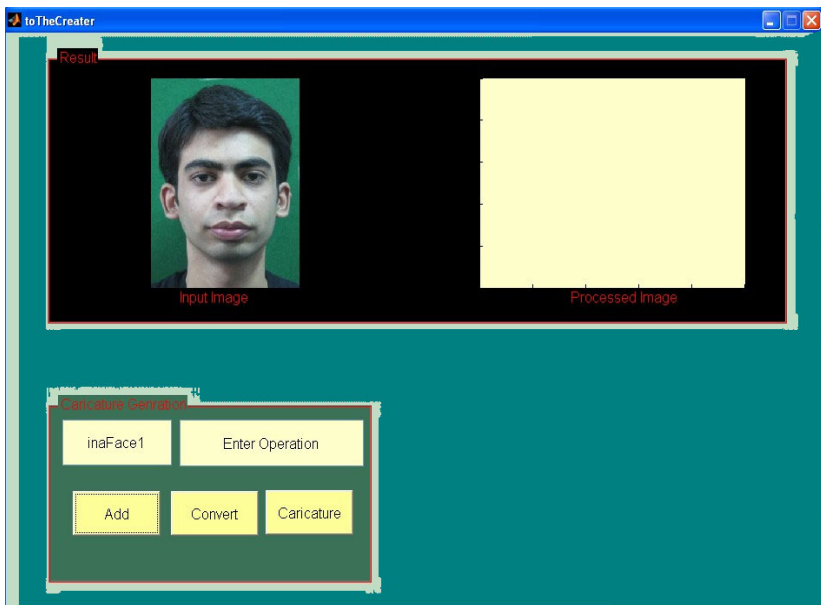 toTheCreater
Result
Input Image
Processed Image
Caricature Genration
inaFace1
Enter Operation
Add
Convert
Caricature